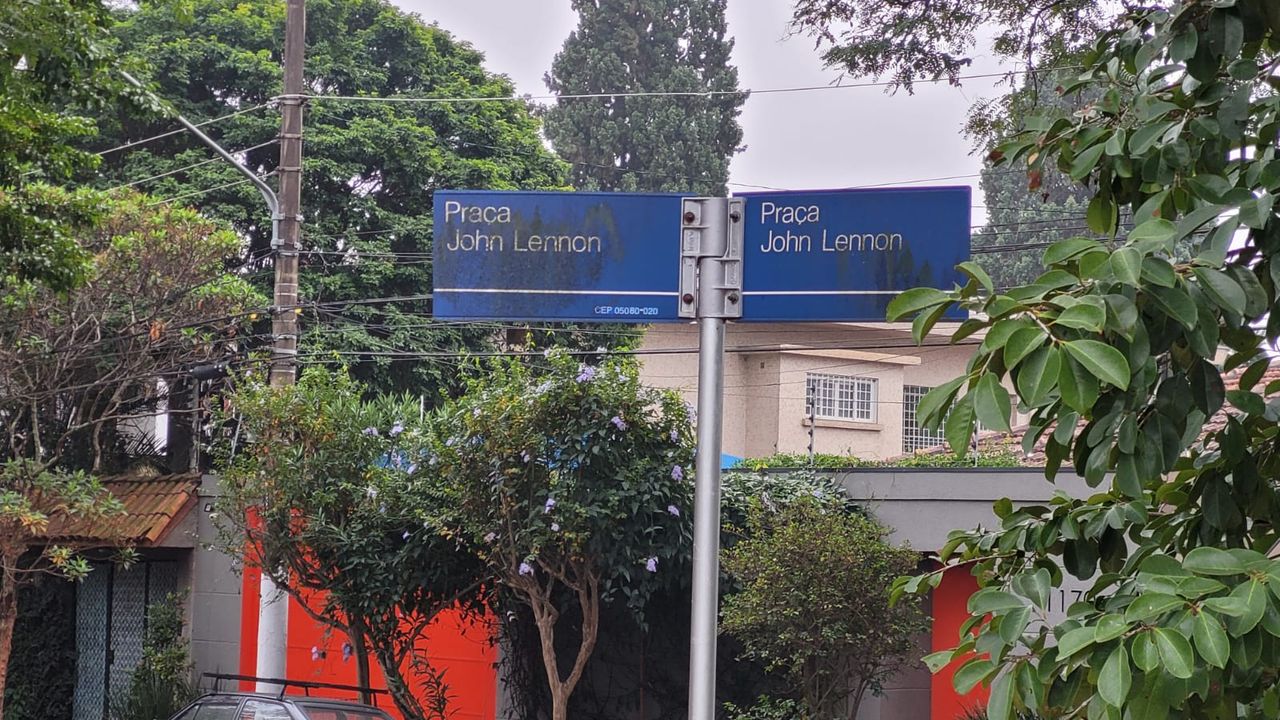 Praça
John Lennon
CEP 05080-020
Praça
John Lennon